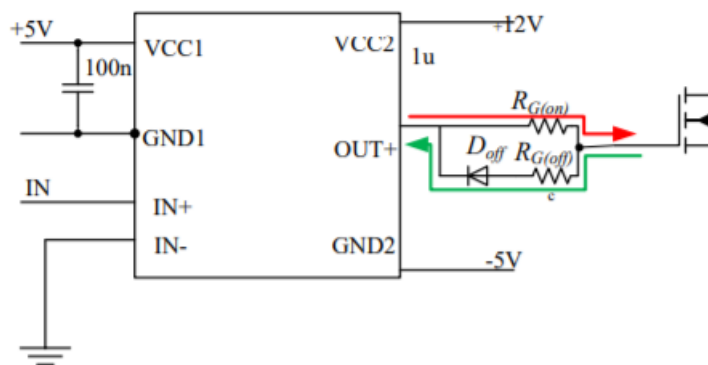 +5V
+12V
VCC1
VCC2
100n
1u
R_G(on)
GND1
OUT+
D_off
R_G(off)
IN
IN+
c
IN-
GND2
-5V